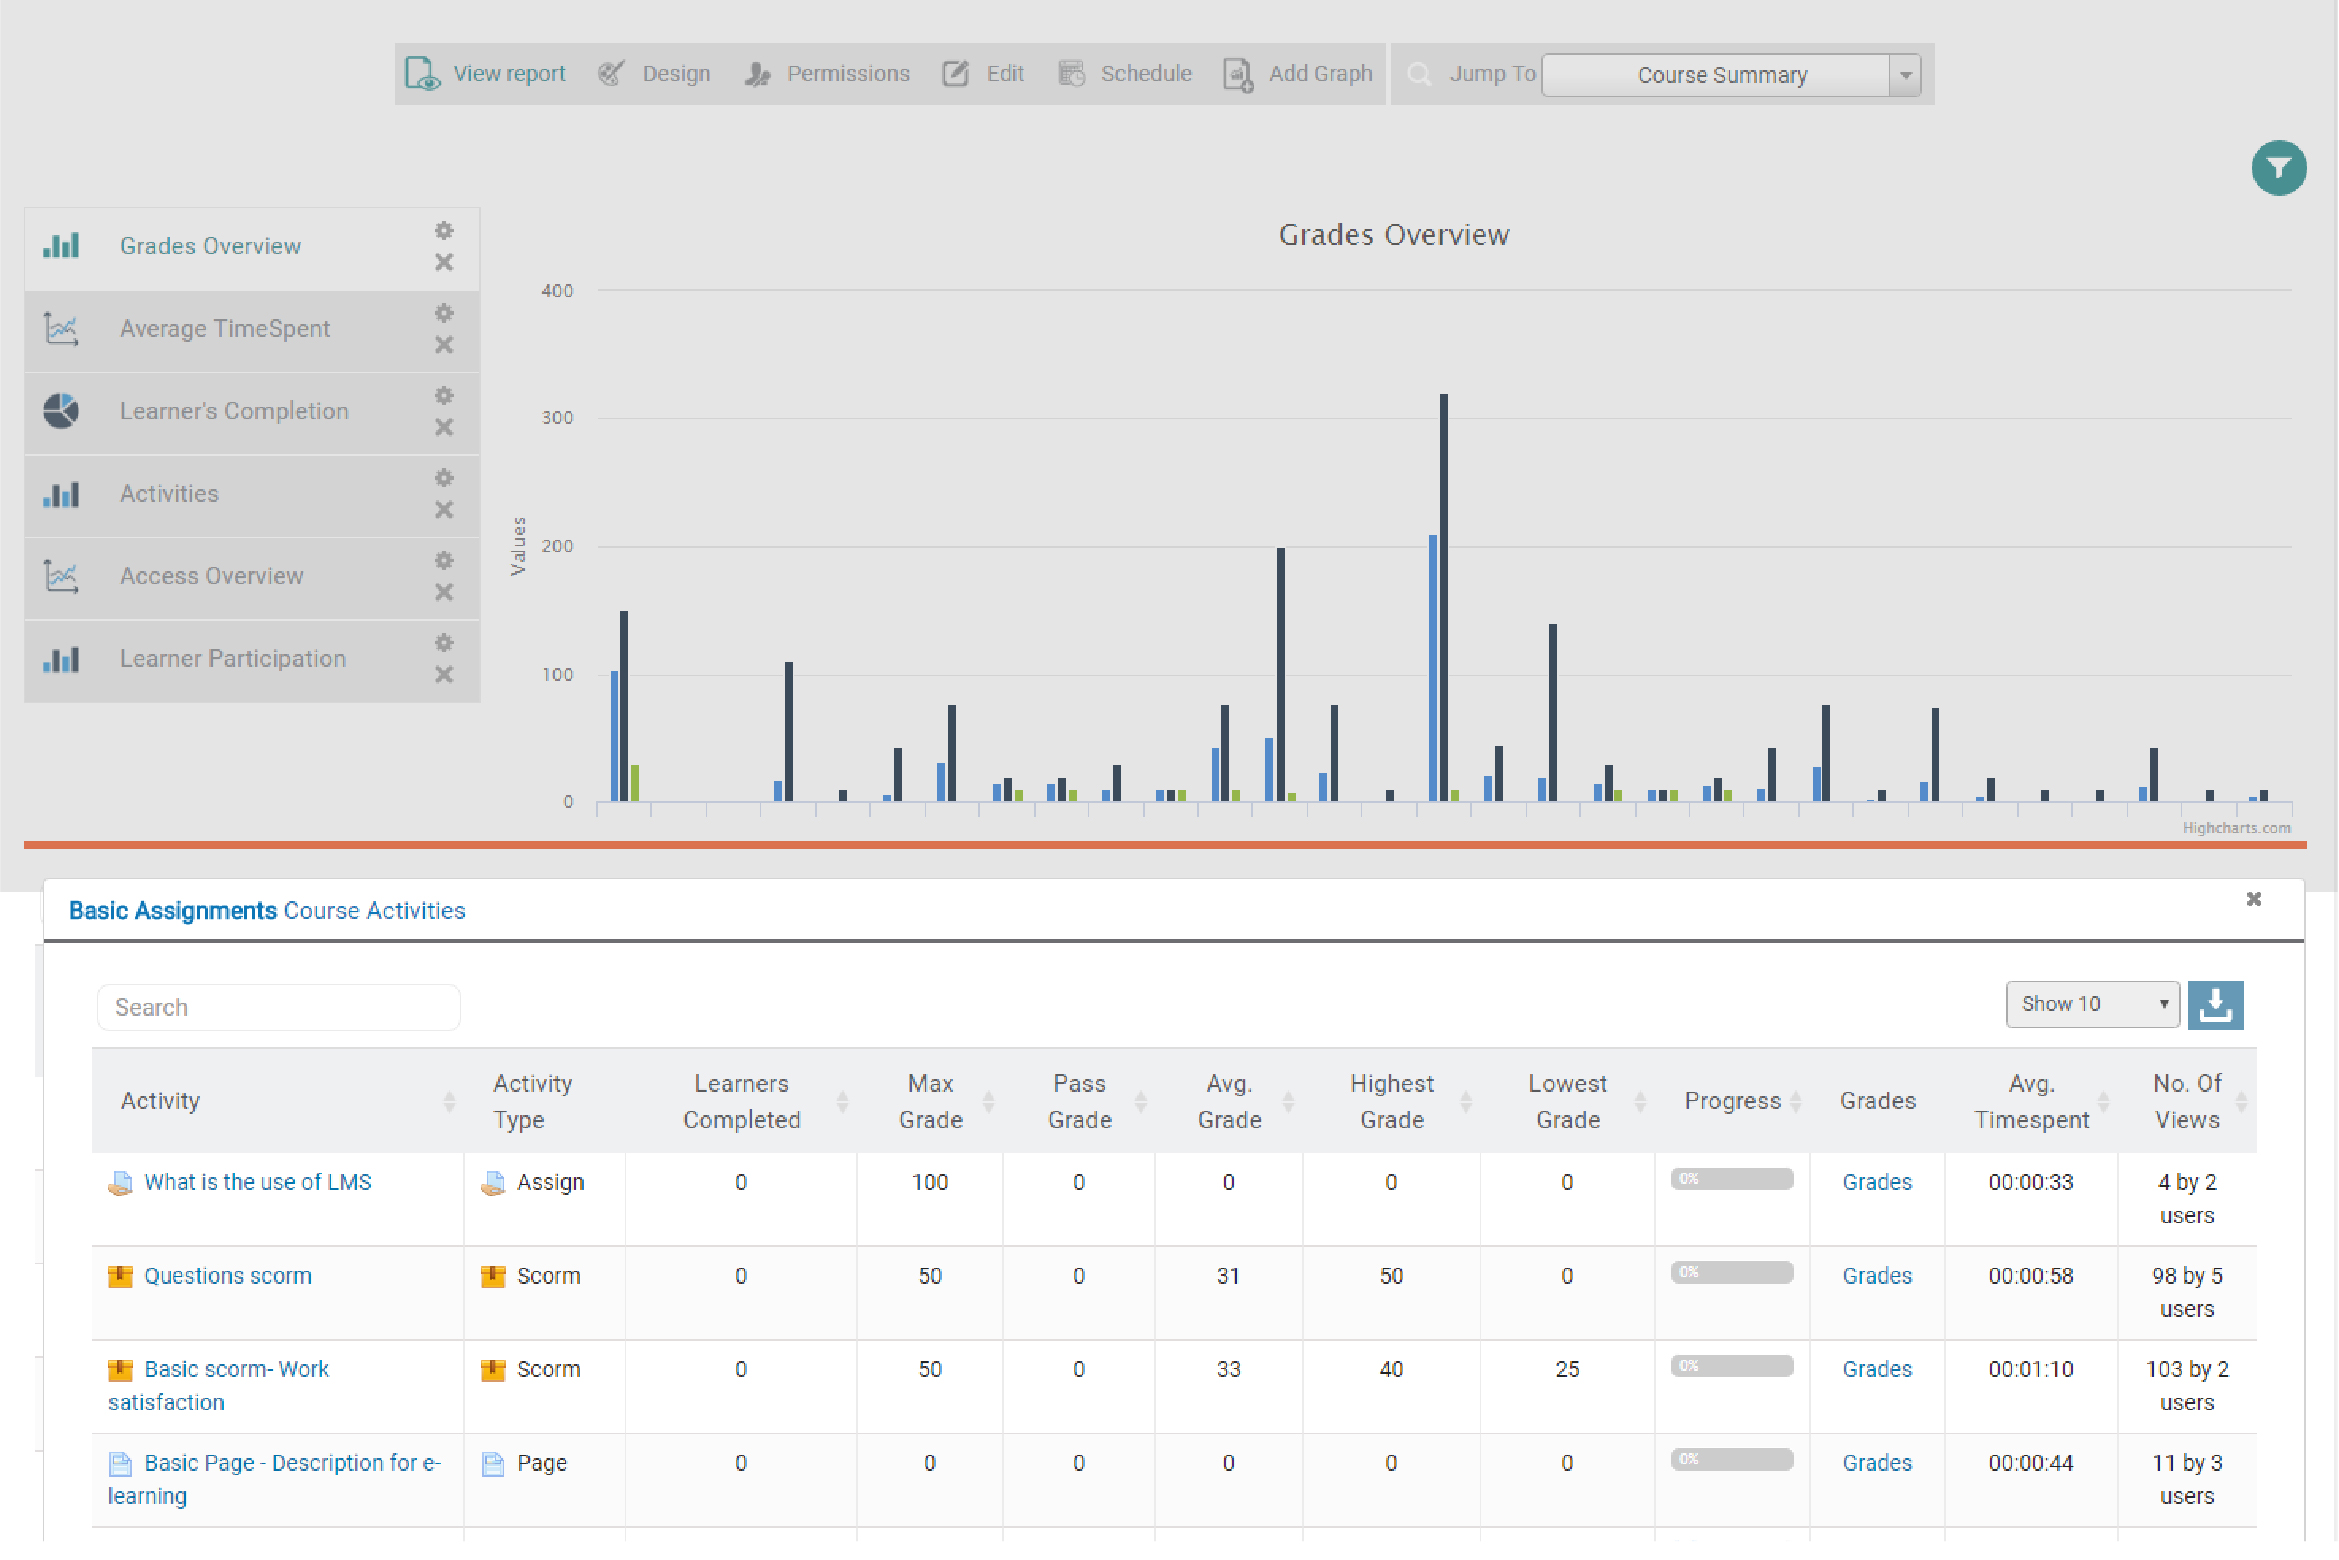 View report Design Permissions Edit Schedule Add Graph Jump To Course Summary
Grades Overview
Average TimeSpent
Learner's Completion
Activities
Access Overview
Learner Participation
Grades Overview
400
300
200
100
0
Values
Highcharts.com
Basic Assignments Course Activities
Search
Show 10
Activity Activity Type Learners Completed Max Grade Pass Grade Avg. Grade Highest Grade Lowest Grade Progress Grades Avg. Timespent No. Of Views
What is the use of LMS Assign 0 100 0 0 0 0 0% Grades 00:00:33 4 by 2 users
Questions scorm Scorm 0 50 0 31 50 0 0% Grades 00:00:58 98 by 5 users
Basic scorm- Work satisfaction Scorm 0 50 0 33 40 25 0% Grades 00:01:10 103 by 2 users
Basic Page - Description for e-learning Page 0 0 0 0 0 0 0% Grades 00:00:44 11 by 3 users